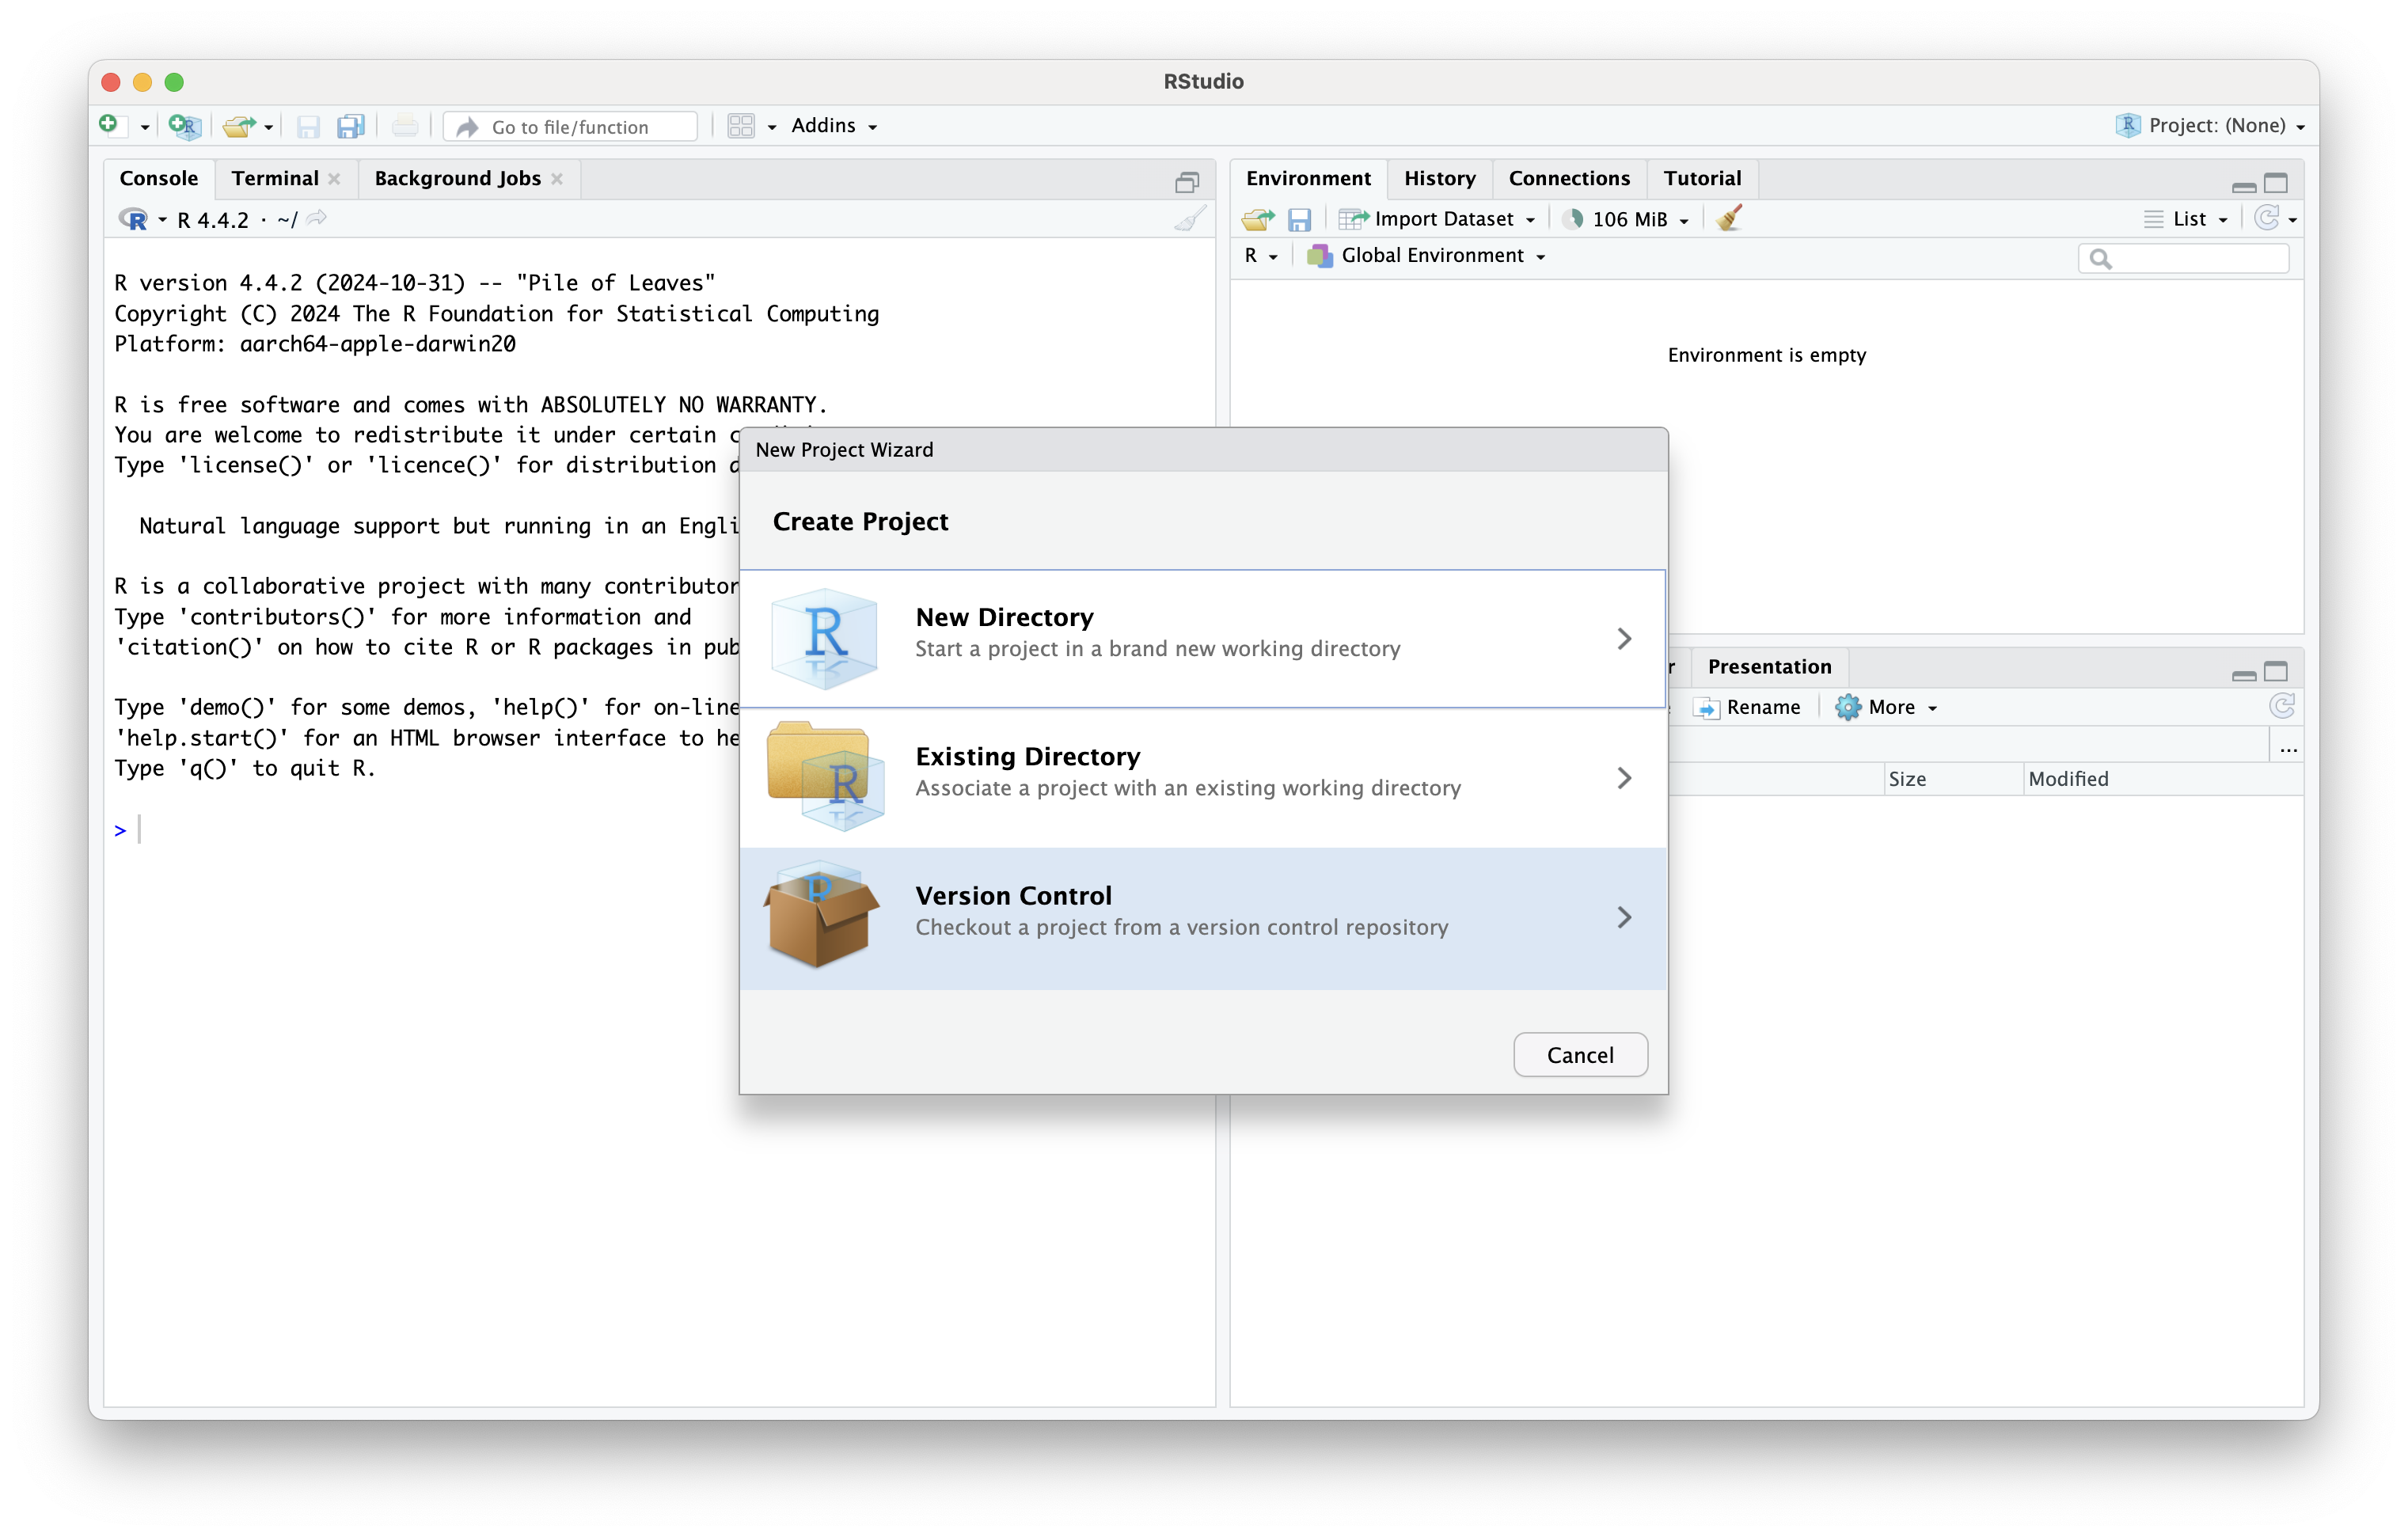 RStudio
Go to file/function
Addins
Project: (None)
Console
Terminal
Background Jobs
R 4.4.2 · ~/
R version 4.4.2 (2024-10-31) -- "Pile of Leaves"
Copyright (C) 2024 The R Foundation for Statistical Computing
Platform: aarch64-apple-darwin20
R is free software and comes with ABSOLUTELY NO WARRANTY.
You are welcome to redistribute it under certain
Type 'license()' or 'licence()' for distribution
Natural language support but running in an Engli
R is a collaborative project with many contributor
Type 'contributors()' for more information and
'citation()' on how to cite R or R packages in pub
Type 'demo()' for some demos, 'help()' for on-line
'help.start()' for an HTML browser interface to he
Type 'q()' to quit R.
>
Environment
History
Connections
Tutorial
Import Dataset
106 MiB
List
R
Global Environment
Environment is empty
New Project Wizard
Create Project
New Directory
Start a project in a brand new working directory
Existing Directory
Associate a project with an existing working directory
Version Control
Checkout a project from a version control repository
Cancel
Presentation
Rename
More
...
Size
Modified